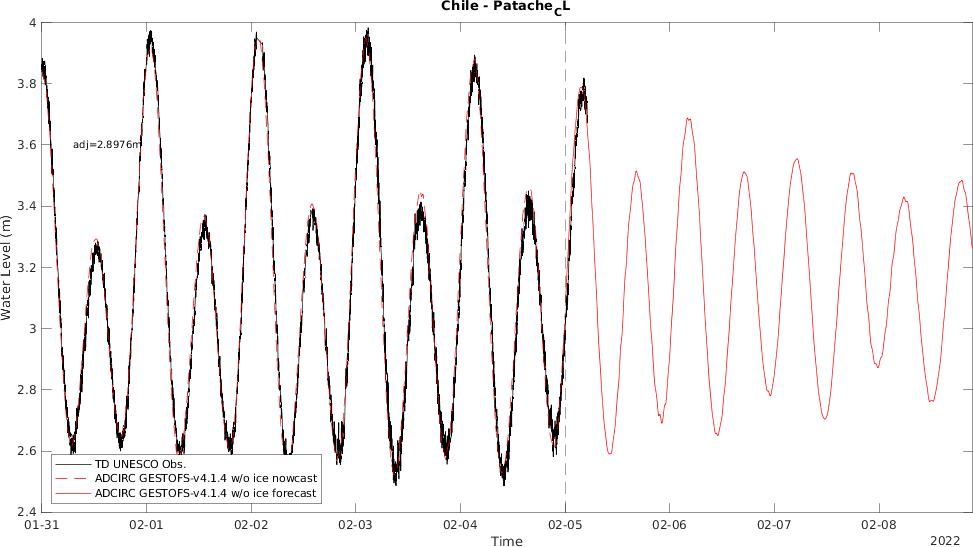 Chile - Patache_CL
4
3.8
3.6
3.4
3.2
3
2.8
2.6
2.4
Water Level (m)
adj=2.8976m
TD UNESCO Obs.
ADCIRC GESTOFS-v4.1.4 w/o ice nowcast
ADCIRC GESTOFS-v4.1.4 w/o ice forecast
01-31 02-01 02-02 02-03 02-04 02-05 02-06 02-07 02-08
Time
2022